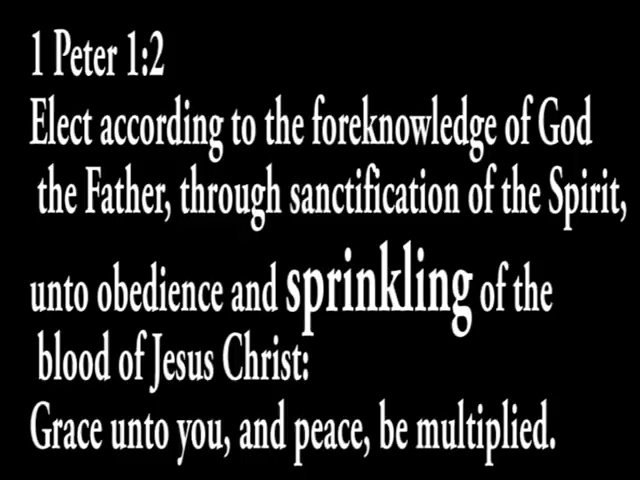 1 Peter 1:2
Elect according to the foreknowledge of God
the Father, through sanctification of the Spirit,
unto obedience and sprinkling of the
blood of Jesus Christ:
Grace unto you, and peace, be multiplied.